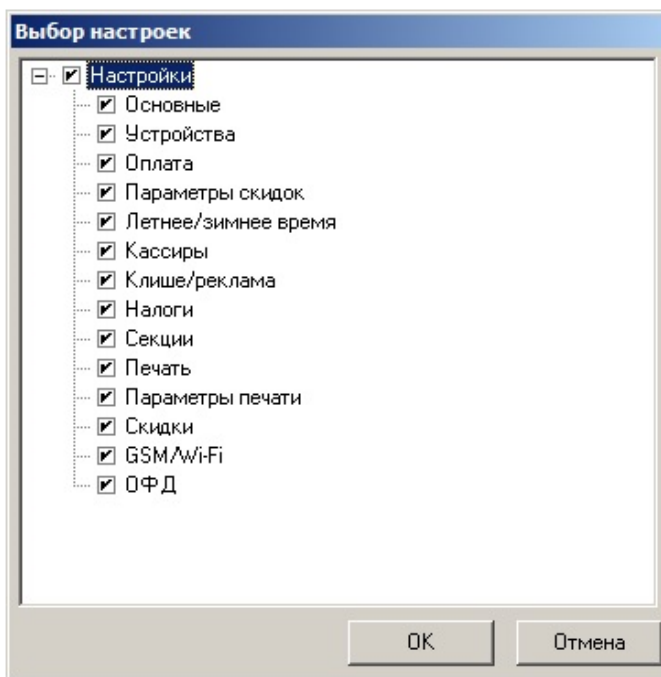 Выбор настроек
Настройки
Основные
Устройства
Оплата
Параметры скидок
Летнее/зимнее время
Кассиры
Клише/реклама
Налоги
Секции
Печать
Параметры печати
Скидки
GSM/Wi-Fi
ОФД
OK Отмена